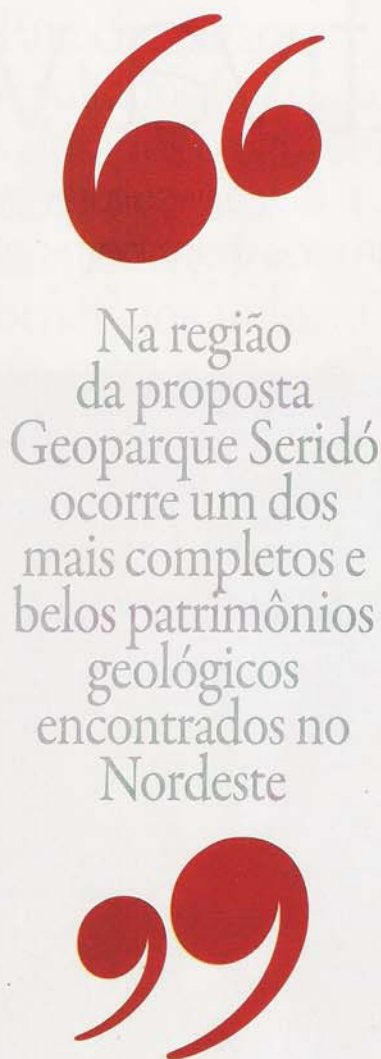 “
Na região
da proposta
Geoparque Seridó
ocorre um dos
mais completos e
belos patrimônios
geológicos
encontrados no
Nordeste
”